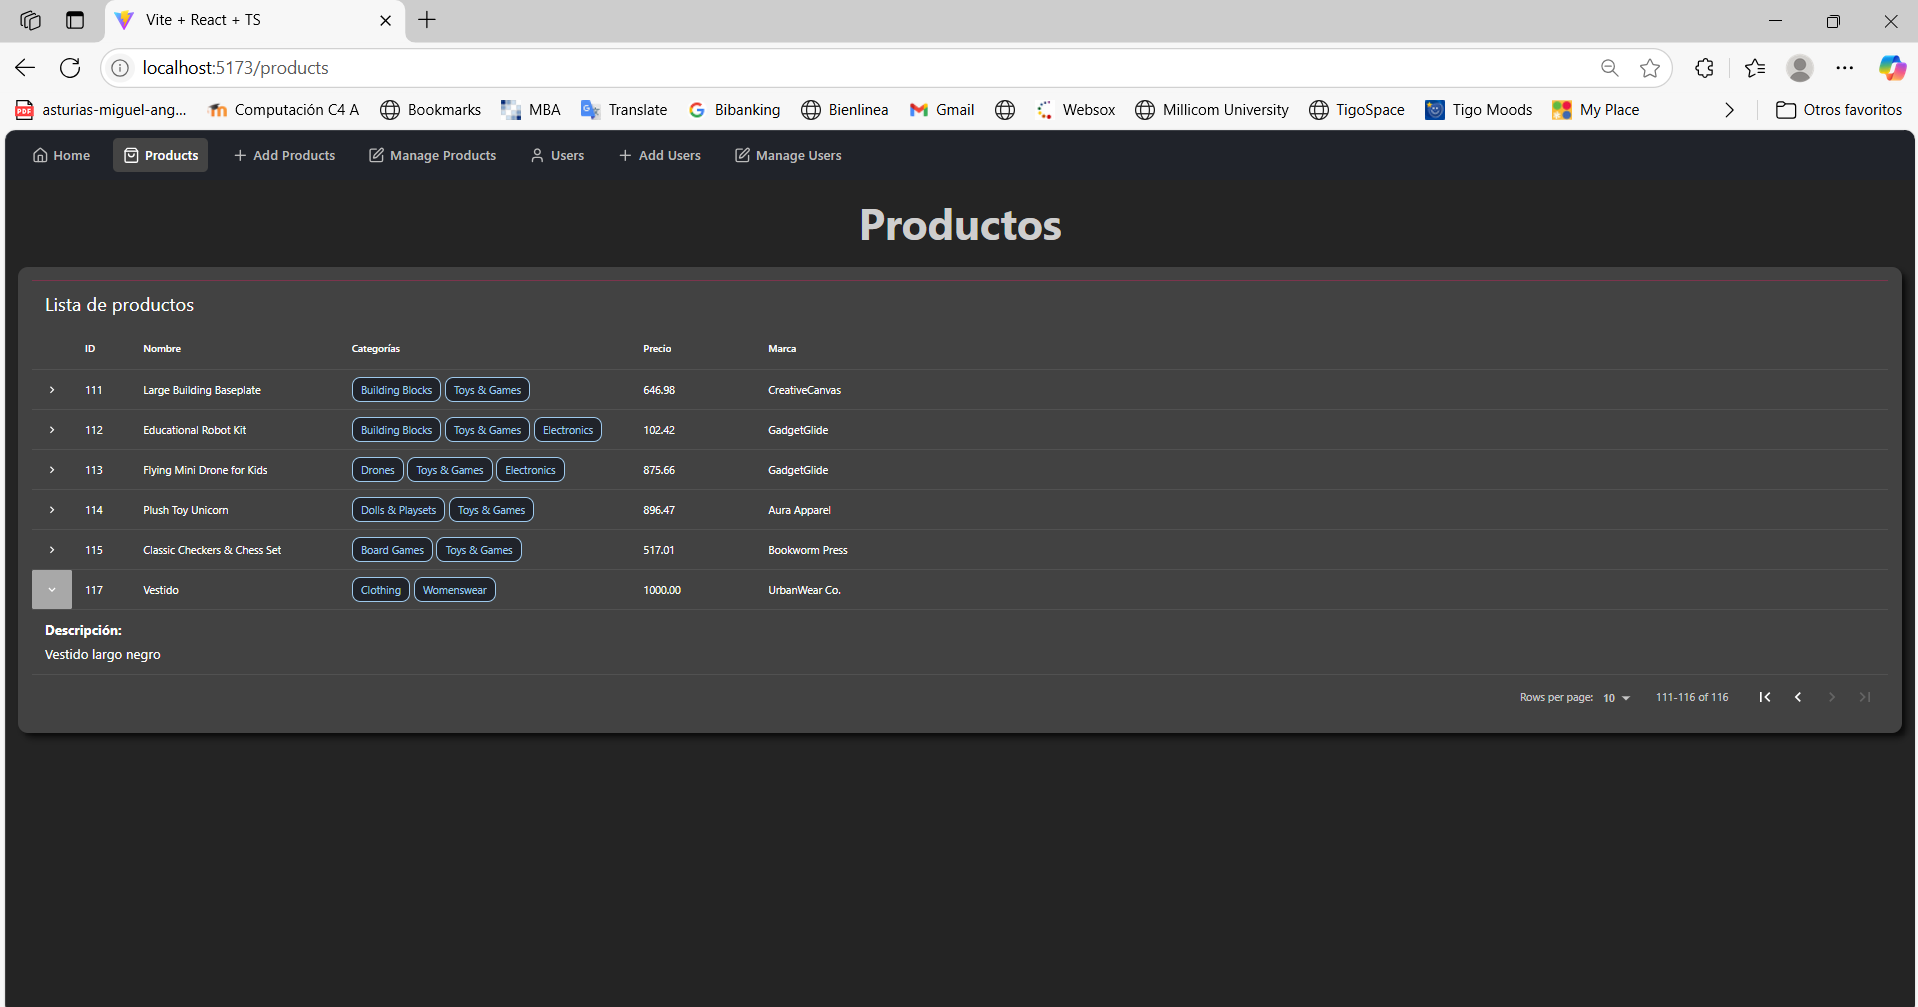 Vite + React + TS
localhost:5173/products
asturias-miguel-ang... Computación C4 A Bookmarks MBA Translate Bibanking Bienlinea Gmail Websox Millicom University TigoSpace Tigo Moods My Place Otros favoritos
Home Products Add Products Manage Products Users Add Users Manage Users
Productos
Lista de productos
ID Nombre Categorías Precio Marca
111 Large Building Baseplate Building Blocks Toys & Games 646.98 CreativeCanvas
112 Educational Robot Kit Building Blocks Toys & Games Electronics 102.42 GadgetGlide
113 Flying Mini Drone for Kids Drones Toys & Games Electronics 875.66 GadgetGlide
114 Plush Toy Unicorn Dolls & Playsets Toys & Games 896.47 Aura Apparel
115 Classic Checkers & Chess Set Board Games Toys & Games 517.01 Bookworm Press
117 Vestido Clothing Womenswear 1000.00 UrbanWear Co.
Descripción:
Vestido largo negro
Rows per page: 10 111-116 of 116